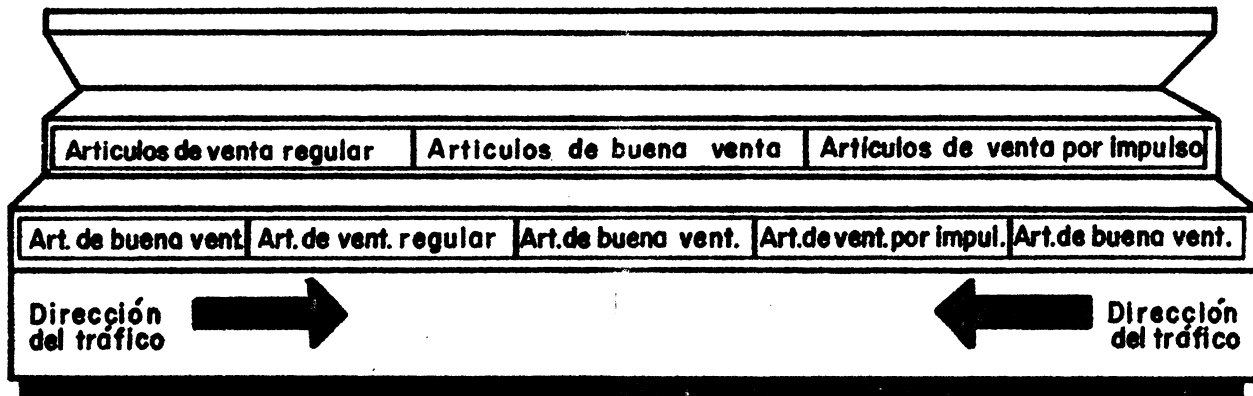 Articulos de venta regular Artículos de buena venta Artículos de venta por impulso
Art. de buena vent. Art. de vent. regular Art. de buena vent. Art. de vent. por impul. Art. de buena vent.
Dirección
del tráfico
Dirección
del tráfico